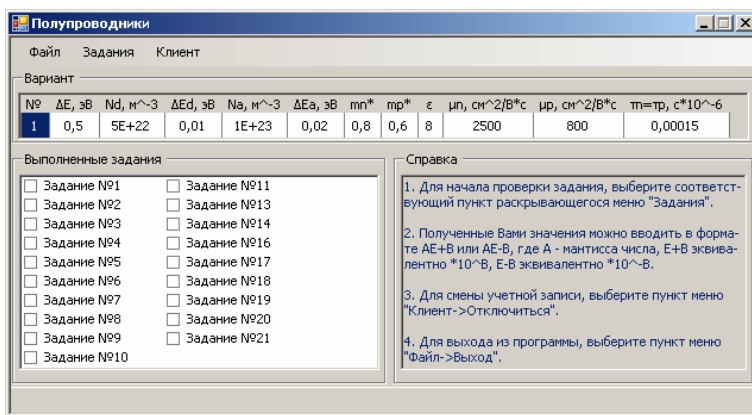 Полупроводники
Файл Задания Клиент
Вариант
№ ΔE, эВ Nd, м^-3 ΔEd, эВ Na, м^-3 ΔEa, эВ mn* mp* ε μn, см^2/В*с μp, см^2/В*с τn=τp, с*10^-6
1 0,5 5E+22 0,01 1E+23 0,02 0,8 0,6 8 2500 800 0,00015
Выполненные задания
Задание №1 Задание №11
Задание №2 Задание №13
Задание №3 Задание №14
Задание №4 Задание №16
Задание №5 Задание №17
Задание №6 Задание №18
Задание №7 Задание №19
Задание №8 Задание №20
Задание №9 Задание №21
Задание №10
Справка
1. Для начала проверки задания, выберите соответст-
вующий пункт раскрывающегося меню "Задания".
2. Полученные Вами значения можно вводить в форма-
те AE+B или AE-B, где A - мантисса числа, E+B эквива-
лентно *10^B, E-B эквивалентно *10^-B.
3. Для смены учетной записи, выберите пункт меню
"Клиент->Отключиться".
4. Для выхода из программы, выберите пункт меню
"Файл->Выход".